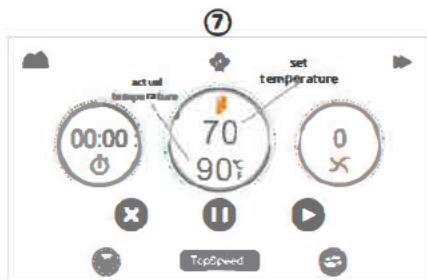 ⑦
set
temperature
actual
temperature
00:00
70
90°C
°F
0
TopSpeed